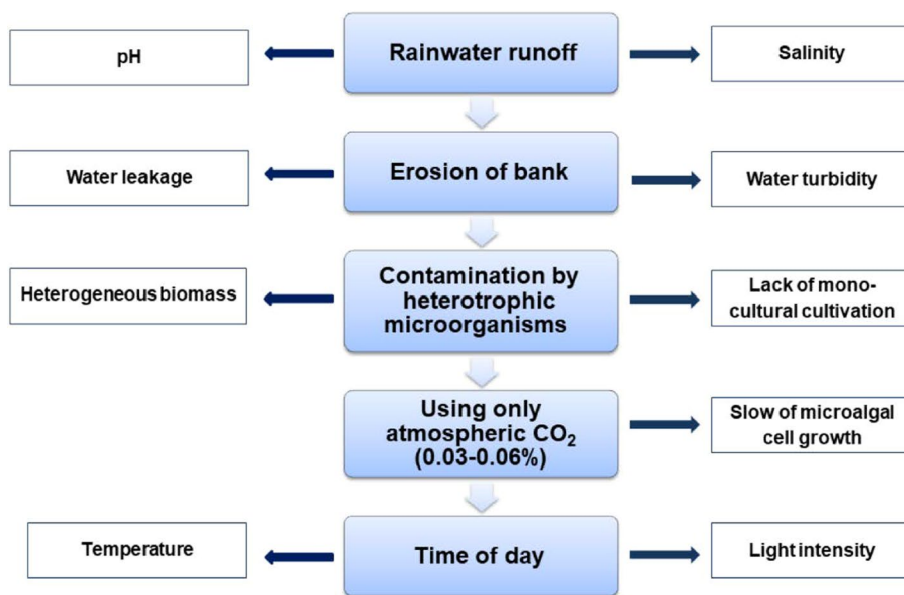 pH
Rainwater runoff
Salinity
Water leakage
Erosion of bank
Water turbidity
Heterogeneous biomass
Contamination by
heterotrophic
microorganisms
Lack of mono-
cultural cultivation
Using only
atmospheric CO₂
(0.03-0.06%)
Slow of microalgal
cell growth
Temperature
Time of day
Light intensity